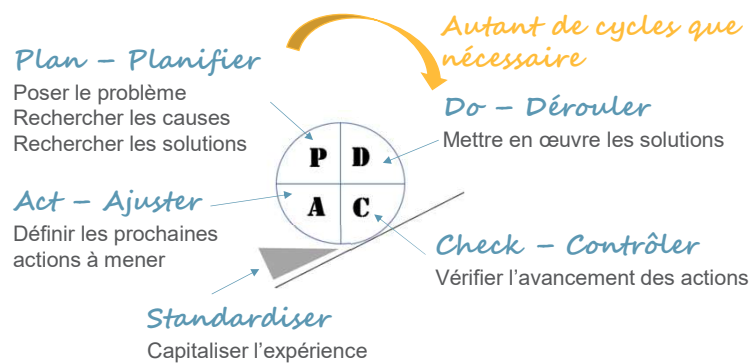 Autant de cycles que
nécessaire
Plan – Planifier
Poser le problème
Rechercher les causes
Rechercher les solutions
Do – Dérouler
Mettre en œuvre les solutions
P D
A C
Act – Ajuster
Définir les prochaines
actions à mener
Check – Contrôler
Vérifier l’avancement des actions
Standardiser
Capitaliser l’expérience